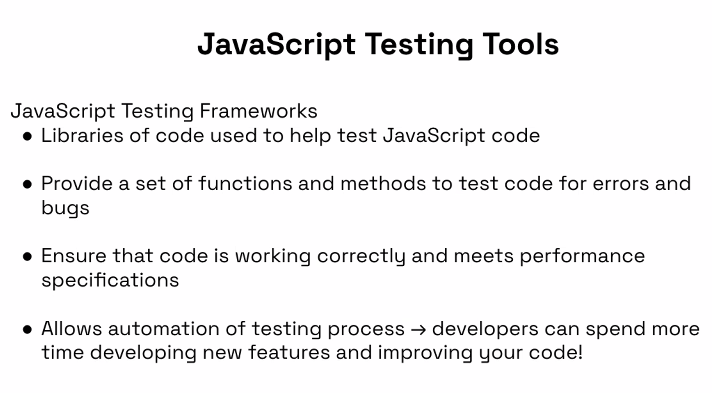 JavaScript Testing Tools
JavaScript Testing Frameworks
● Libraries of code used to help test JavaScript code
● Provide a set of functions and methods to test code for errors and
bugs
● Ensure that code is working correctly and meets performance
specifications
● Allows automation of testing process → developers can spend more
time developing new features and improving your code!